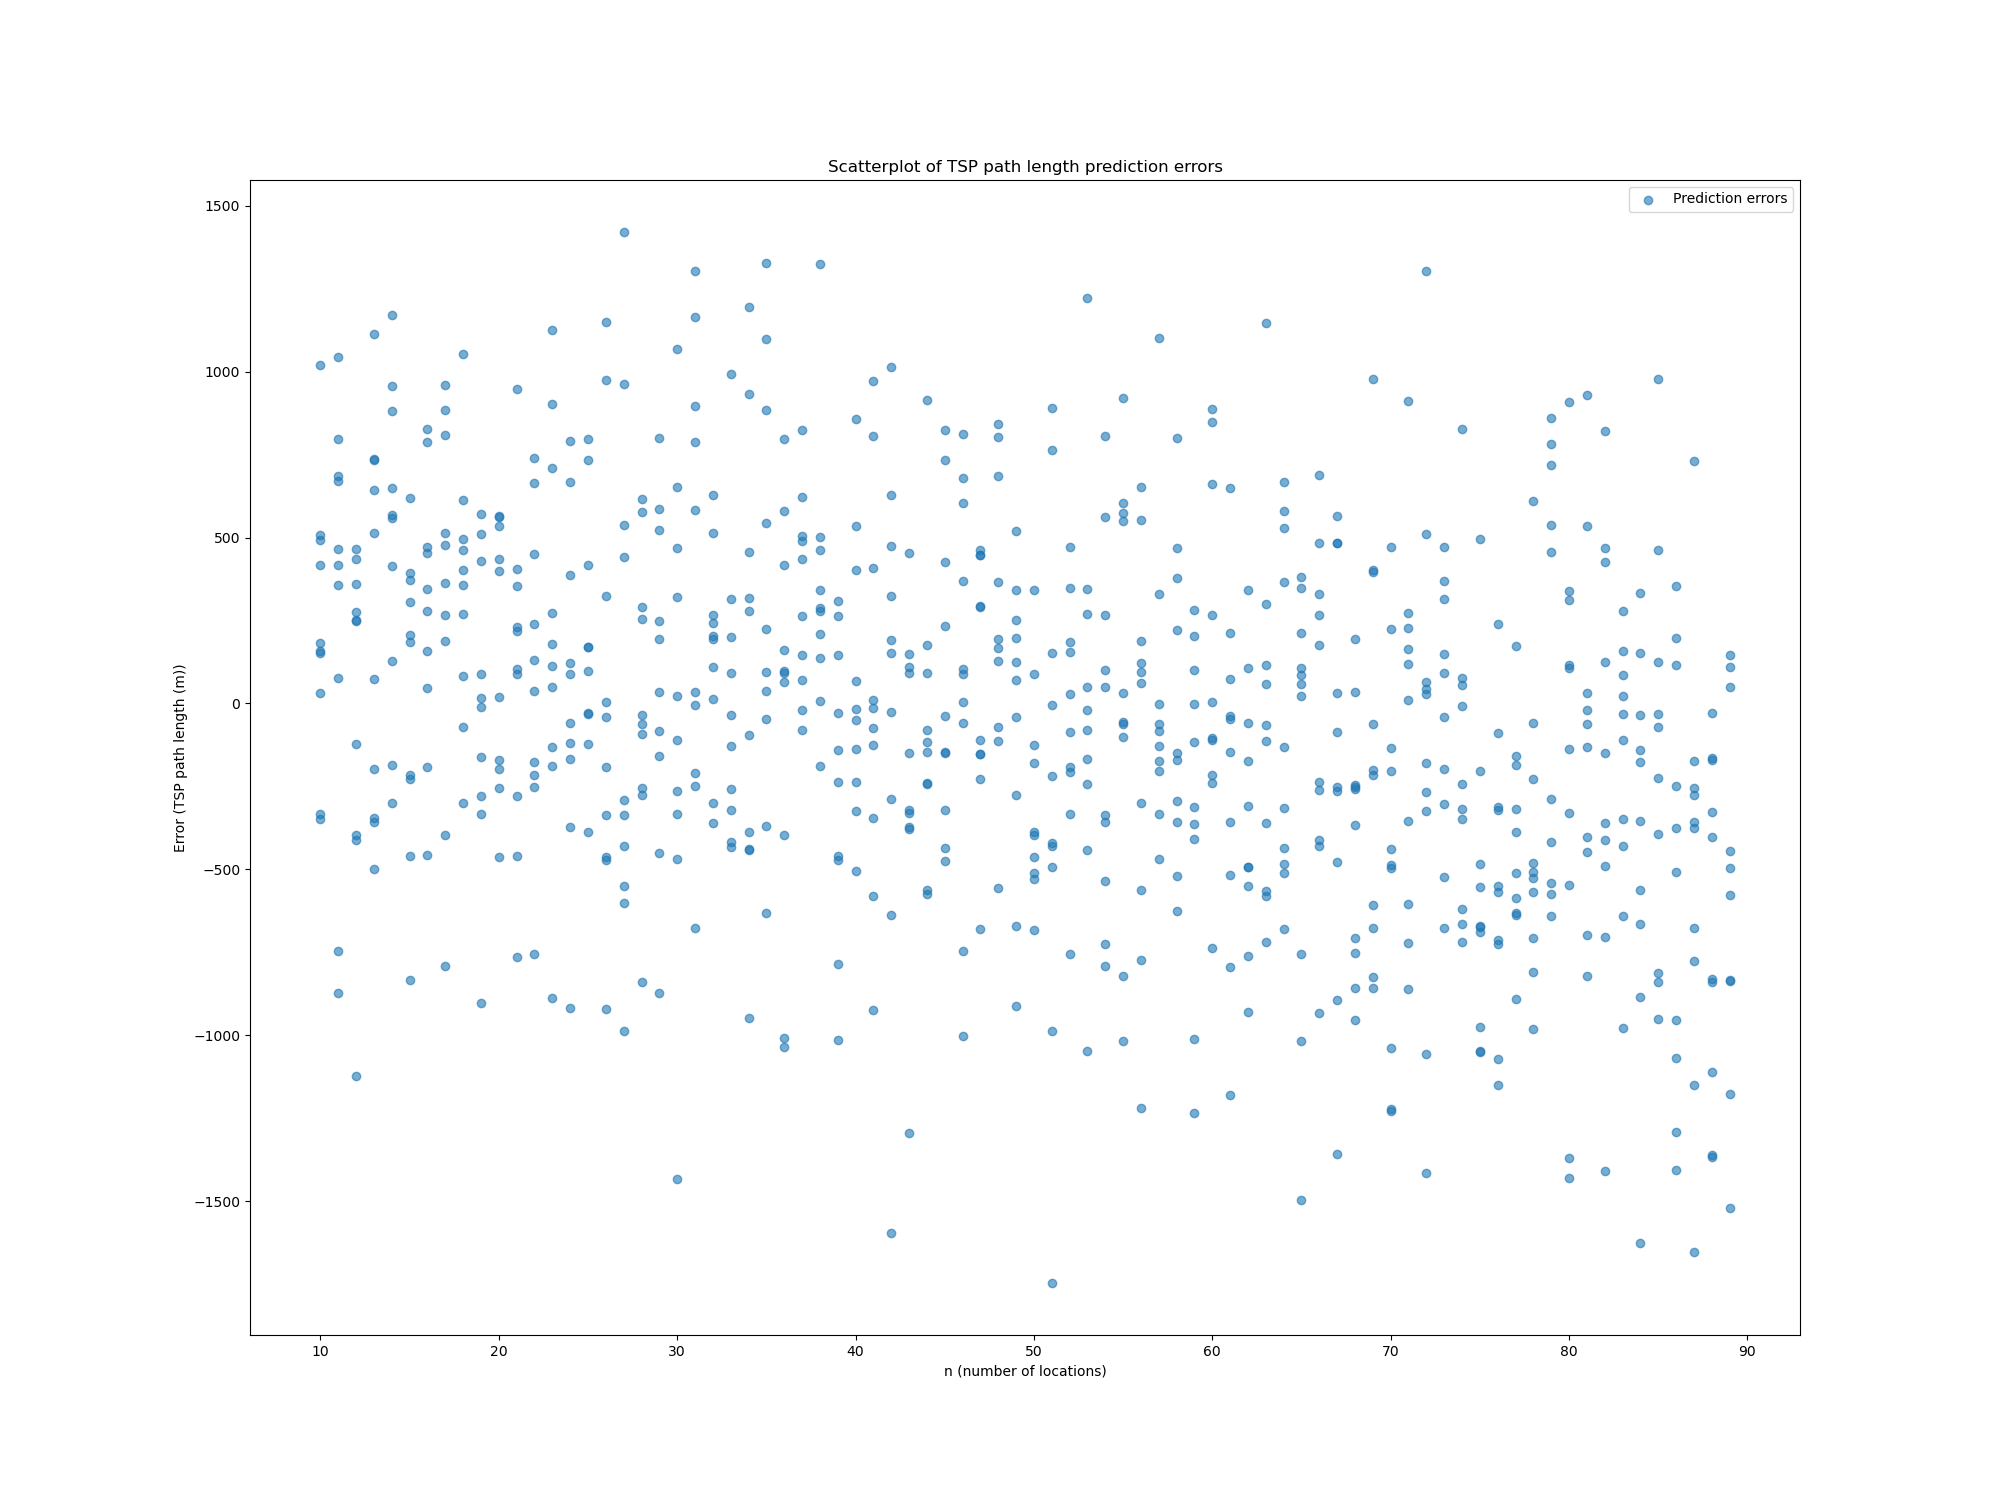 Scatterplot of TSP path length prediction errors
Prediction errors
1500
1000
500
0
−500
−1000
−1500
Error (TSP path length (m))
10 20 30 40 50 60 70 80 90
n (number of locations)